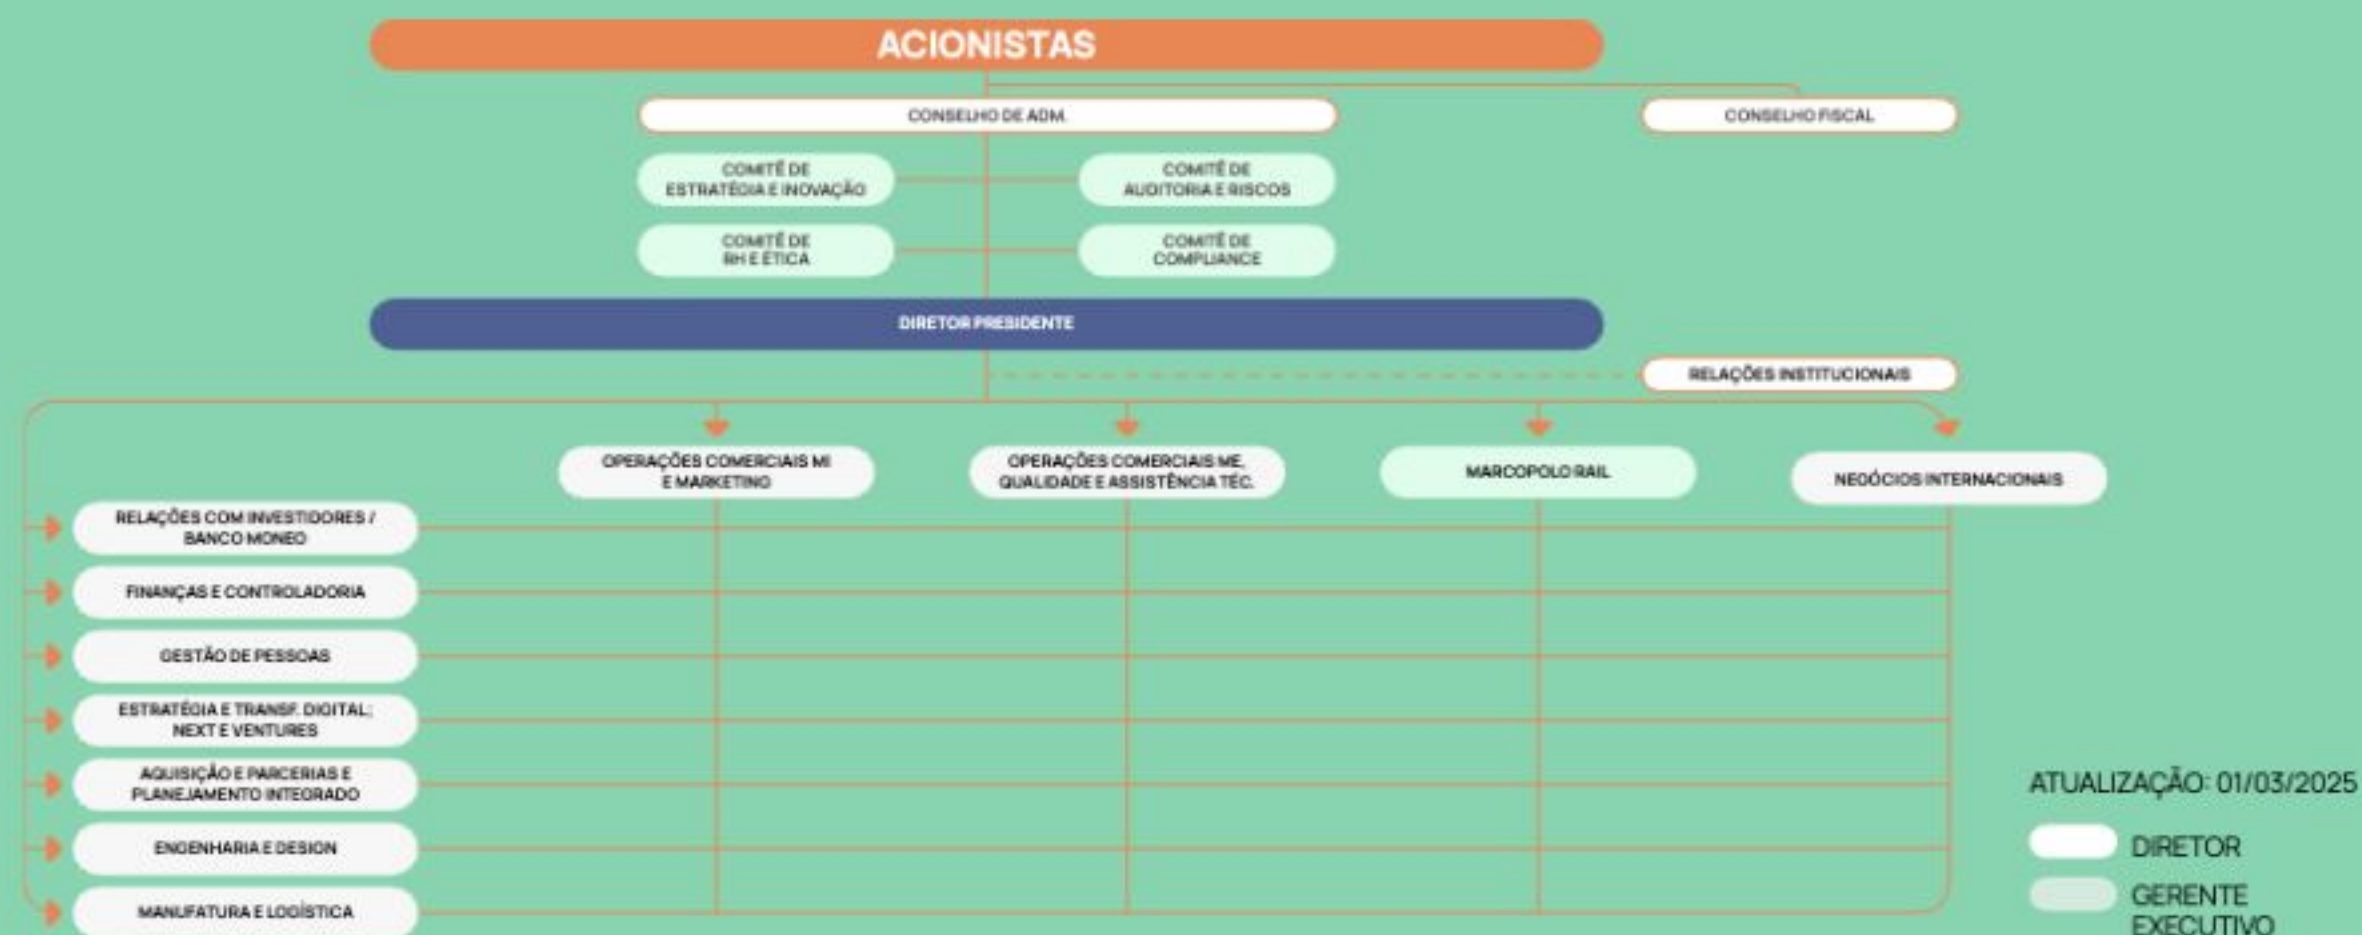 ACIONISTAS
CONSELHO DE ADM.
CONSELHO FISCAL
COMITÊ DE
ESTRATÉGIA E INOVAÇÃO
COMITÊ DE
AUDITORIA E RISCOS
COMITÊ DE
RH E ÉTICA
COMITÊ DE
COMPLIANCE
DIRETOR PRESIDENTE
RELAÇÕES INSTITUCIONAIS
OPERAÇÕES COMERCIAIS MI
E MARKETING
OPERAÇÕES COMERCIAIS ME,
QUALIDADE E ASSISTÊNCIA TÉC.
MARCOPOLO RAIL
NEGÓCIOS INTERNACIONAIS
RELAÇÕES COM INVESTIDORES /
BANCO MONEO
FINANÇAS E CONTROLADORIA
GESTÃO DE PESSOAS
ESTRATÉGIA E TRANSF. DIGITAL;
NEXT E VENTURES
AQUISIÇÃO E PARCERIAS E
PLANEJAMENTO INTEGRADO
ENGENHARIA E DESIGN
MANUFATURA E LOGÍSTICA
ATUALIZAÇÃO: 01/03/2025
DIRETOR
GERENTE
EXECUTIVO